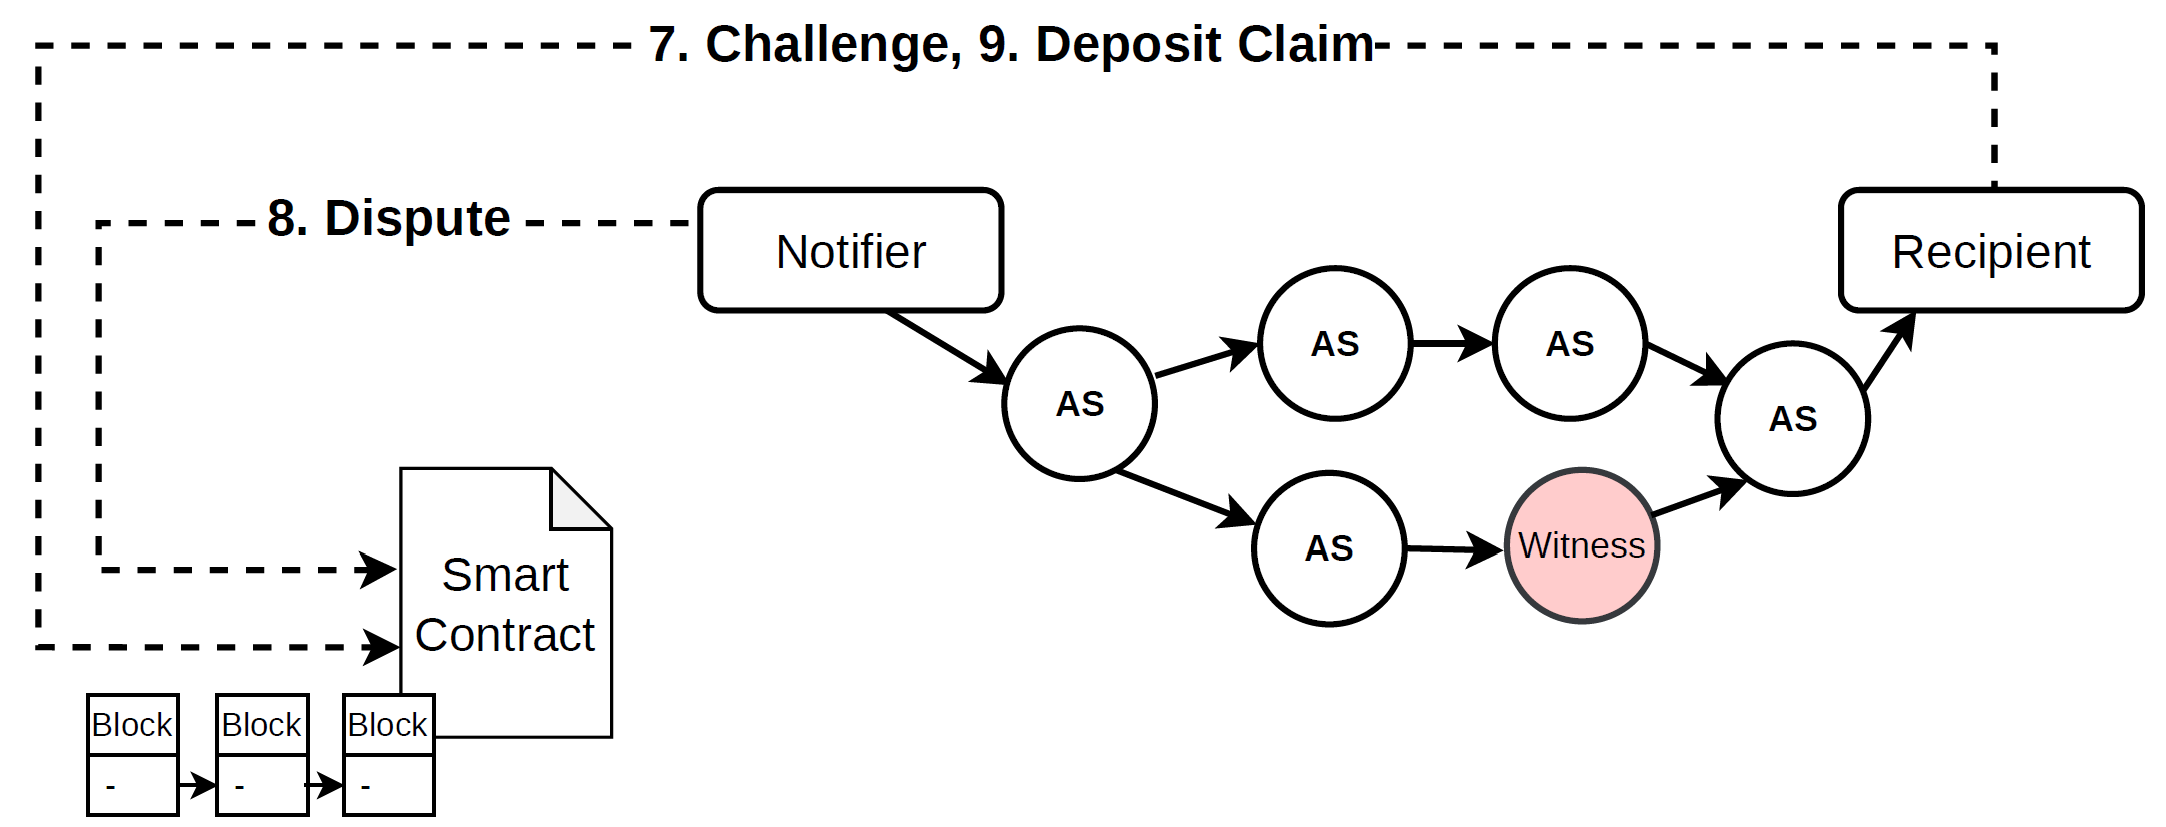 7. Challenge, 9. Deposit Claim
8. Dispute
Notifier
Recipient
AS
AS
AS
AS
AS
Witness
Smart
Contract
Block
Block
Block
-
-
-